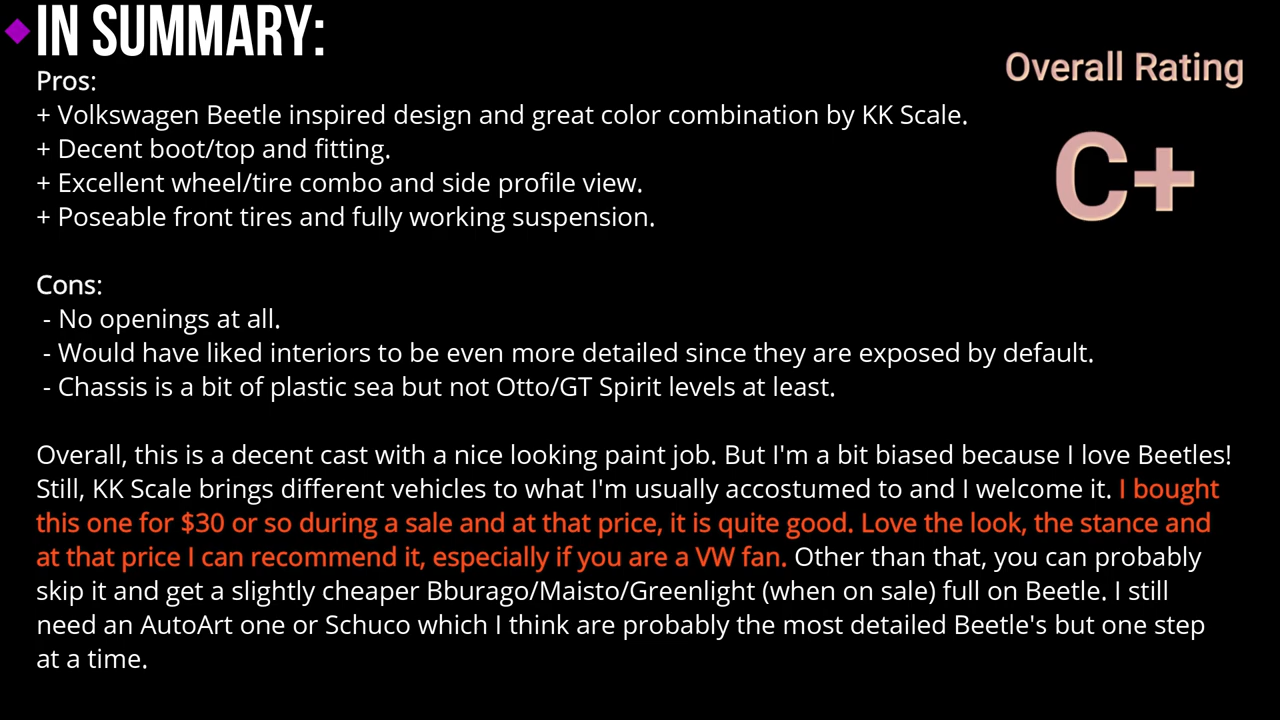 IN SUMMARY:
Overall Rating
C+
Pros:
+ Volkswagen Beetle inspired design and great color combination by KK Scale.
+ Decent boot/top and fitting.
+ Excellent wheel/tire combo and side profile view.
+ Poseable front tires and fully working suspension.
Cons:
- No openings at all.
- Would have liked interiors to be even more detailed since they are exposed by default.
- Chassis is a bit of plastic sea but not Otto/GT Spirit levels at least.
Overall, this is a decent cast with a nice looking paint job. But I'm a bit biased because I love Beetles!
Still, KK Scale brings different vehicles to what I'm usually accostumed to and I welcome it. I bought
this one for $30 or so during a sale and at that price, it is quite good. Love the look, the stance and
at that price I can recommend it, especially if you are a VW fan. Other than that, you can probably
skip it and get a slightly cheaper Bburago/Maisto/Greenlight (when on sale) full on Beetle. I still
need an AutoArt one or Schuco which I think are probably the most detailed Beetle's but one step
at a time.